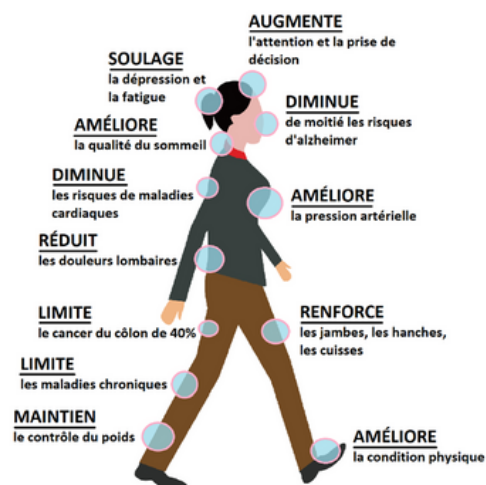 AUGMENTE
l'attention et la prise de
décision
SOULAGE
la dépression et
la fatigue
DIMINUE
de moitié les risques
d'alzheimer
AMÉLIORE
la qualité du sommeil
DIMINUE
les risques de maladies
cardiaques
AMÉLIORE
la pression artérielle
RÉDUIT
les douleurs lombaires
LIMITE
le cancer du côlon de 40%
RENFORCE
les jambes, les hanches,
les cuisses
LIMITE
les maladies chroniques
MAINTIEN
le contrôle du poids
AMÉLIORE
la condition physique